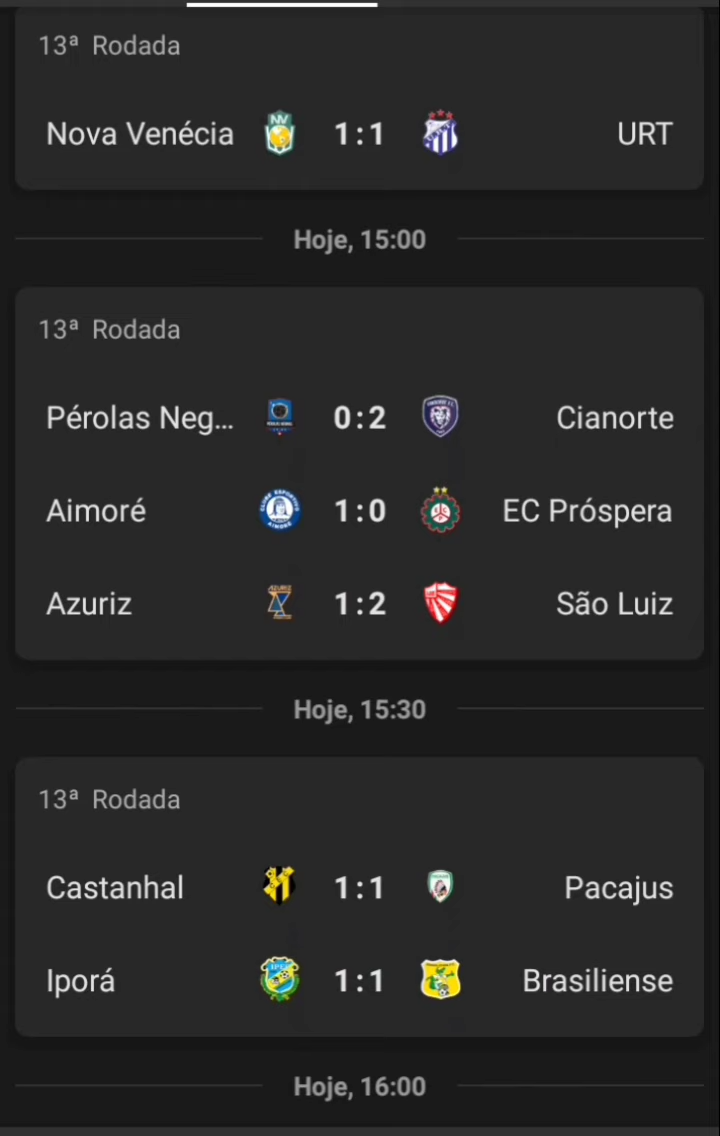 13ª Rodada
Nova Venécia 1:1 URT
Hoje, 15:00
13ª Rodada
Pérolas Neg... 0:2 Cianorte
Aimoré 1:0 EC Próspera
Azuriz 1:2 São Luiz
Hoje, 15:30
13ª Rodada
Castanhal 1:1 Pacajus
Iporá 1:1 Brasiliense
Hoje, 16:00